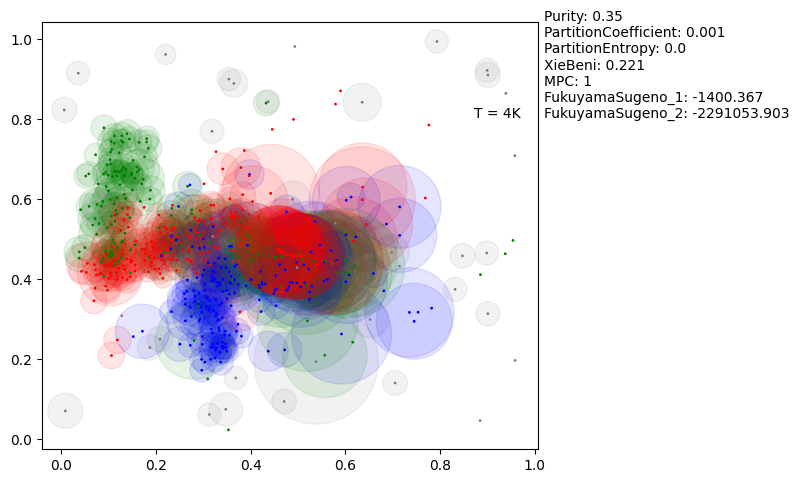 Purity: 0.35
PartitionCoefficient: 0.001
PartitionEntropy: 0.0
XieBeni: 0.221
MPC: 1
FukuyamaSugeno_1: -1400.367
FukuyamaSugeno_2: -2291053.903
T = 4K
1.0
0.8
0.6
0.4
0.2
0.0
0.0 0.2 0.4 0.6 0.8 1.0